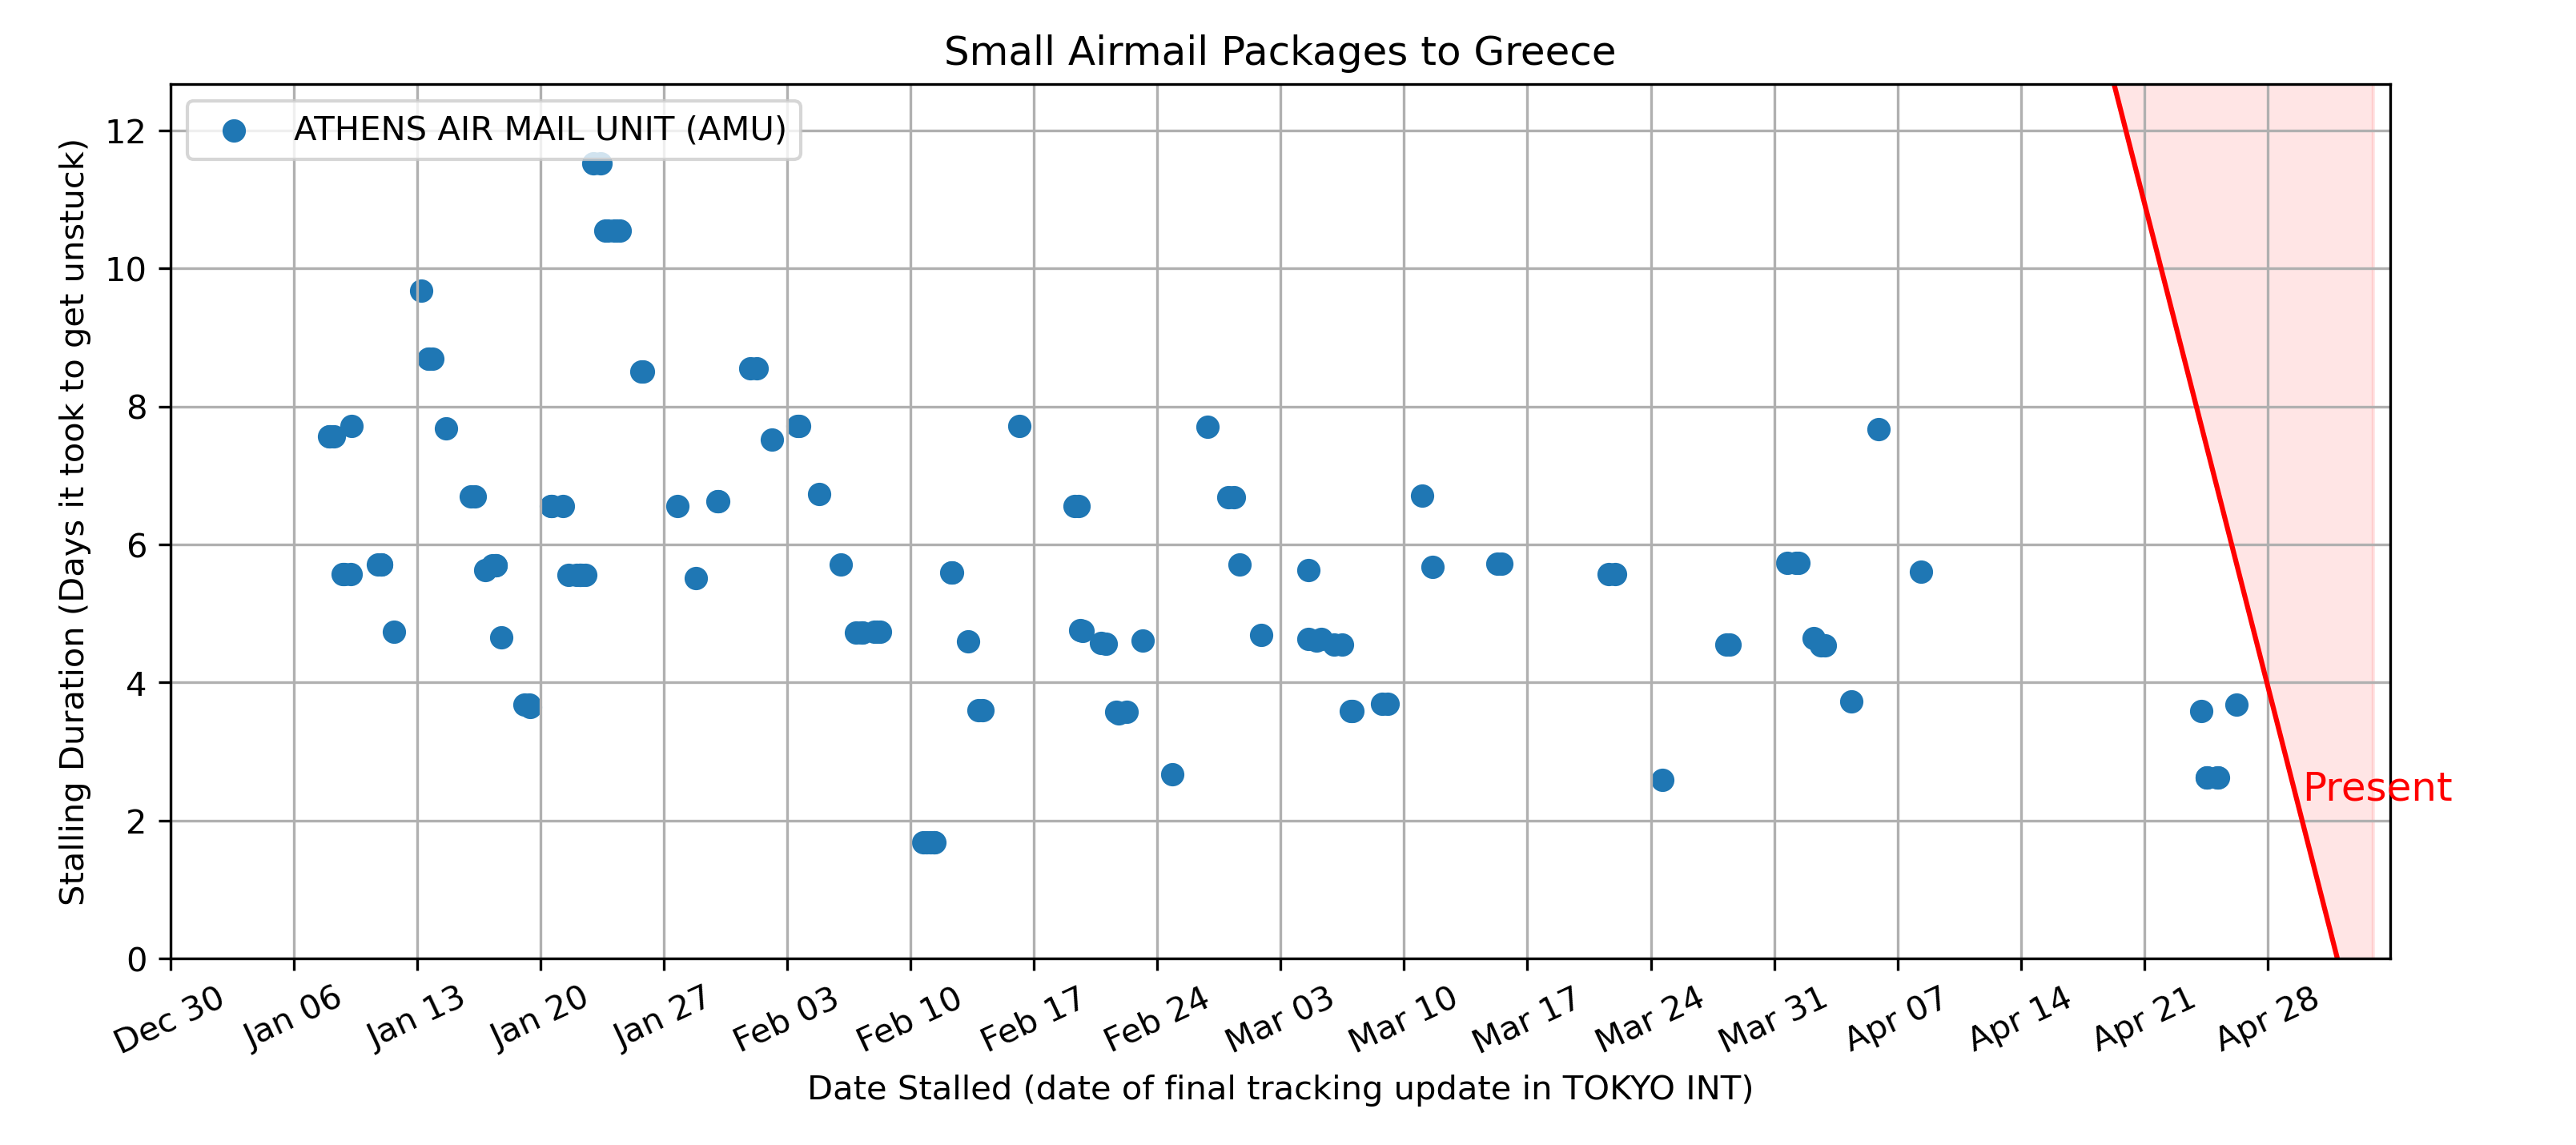 Small Airmail Packages to Greece
ATHENS AIR MAIL UNIT (AMU)
Stalling Duration (Days it took to get unstuck)
12
10
8
6
4
2
0
Present
Dec 30
Jan 06
Jan 13
Jan 20
Jan 27
Feb 03
Feb 10
Feb 17
Feb 24
Mar 03
Mar 10
Mar 17
Mar 24
Mar 31
Apr 07
Apr 14
Apr 21
Apr 28
Date Stalled (date of final tracking update in TOKYO INT)